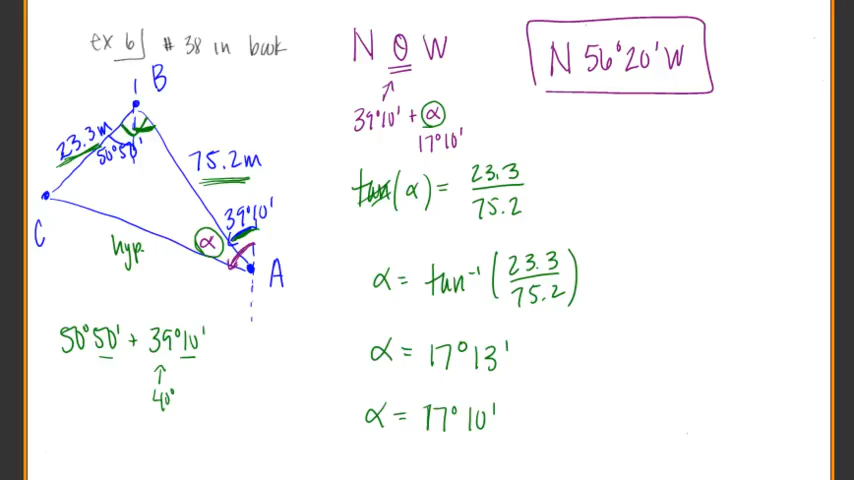 ex 6] # 38 in book
B
23.3m
50°50'
75.2m
39°10'
C
hyp.
α
A
50°50' + 39°10'
↑
40°
N θ W
39°10' + α
17°10'
tan(α) = 23.3/75.2
α = tan⁻¹(23.3/75.2)
α = 17°13'
α = 17°10'
N 56°20'W